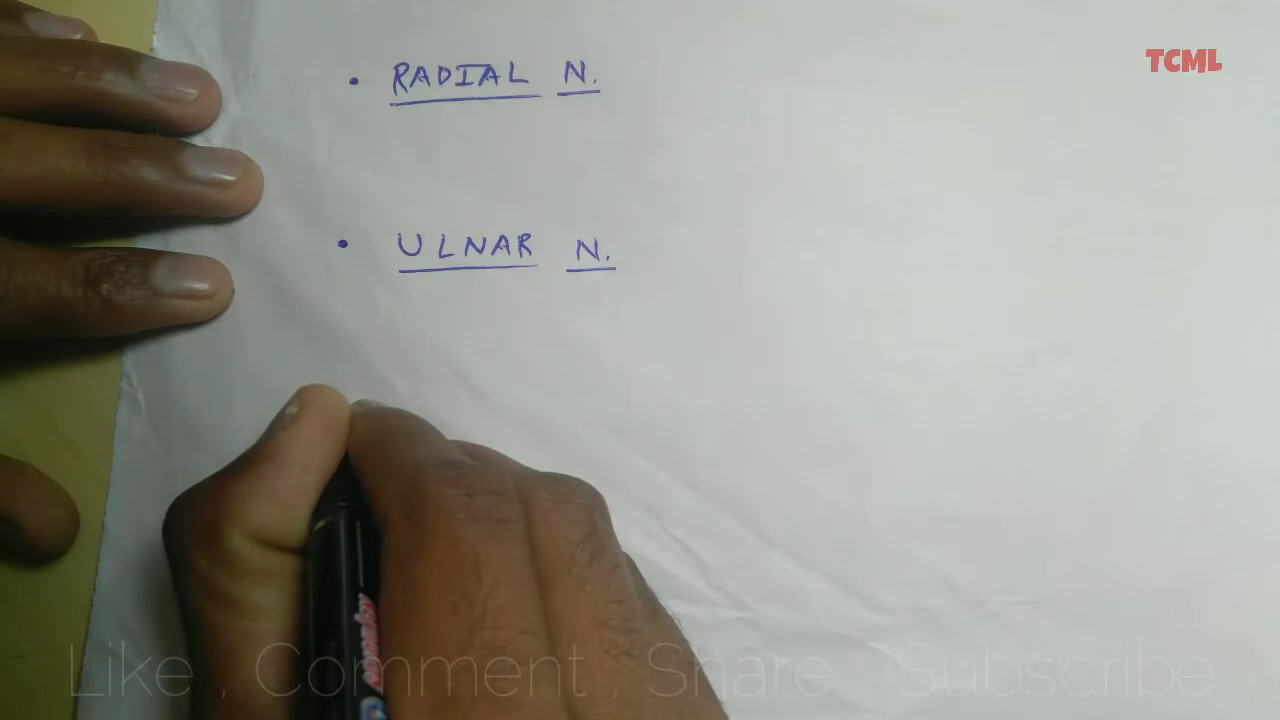 TCML
• RADIAL N.
• ULNAR N.
Like , Comment , Share , Subscribe